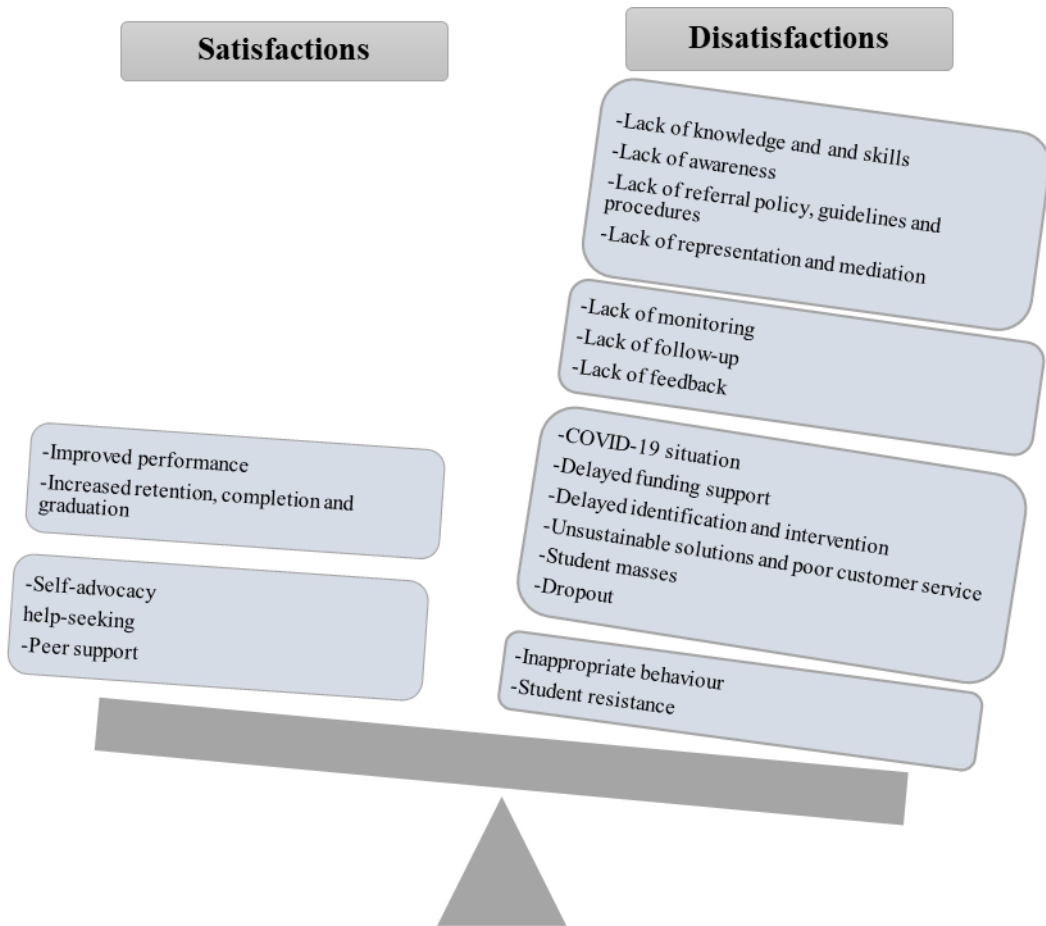 Satisfactions
Disatisfactions
-Improved performance
-Increased retention, completion and
graduation
-Self-advocacy
help-seeking
-Peer support
-Lack of knowledge and and skills
-Lack of awareness
-Lack of referral policy, guidelines and
procedures
-Lack of representation and mediation
-Lack of monitoring
-Lack of follow-up
-Lack of feedback
-COVID-19 situation
-Delayed funding support
-Delayed identification and intervention
-Unsustainable solutions and poor customer service
-Student masses
-Dropout
-Inappropriate behaviour
-Student resistance